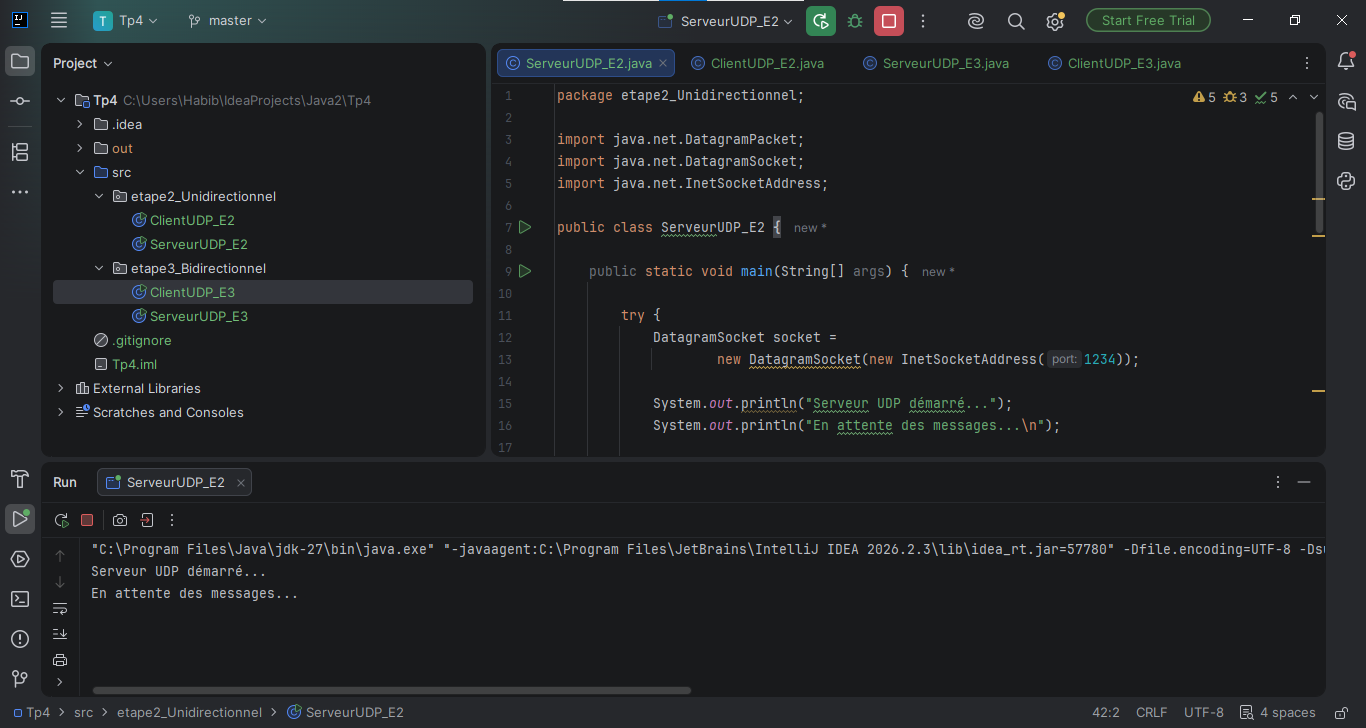 Tp4
master
ServeurUDP_E2
Start Free Trial
Project
Tp4 C:\Users\Habib\IdeaProjects\Java2\Tp4
.idea
out
src
etape2_Unidirectionnel
ClientUDP_E2
ServeurUDP_E2
etape3_Bidirectionnel
ClientUDP_E3
ServeurUDP_E3
.gitignore
Tp4.iml
External Libraries
Scratches and Consoles
ServeurUDP_E2.java ClientUDP_E2.java ServeurUDP_E3.java ClientUDP_E3.java
5 3 5
1 package etape2_Unidirectionnel;
2
3 import java.net.DatagramPacket;
4 import java.net.DatagramSocket;
5 import java.net.InetSocketAddress;
6
7 public class ServeurUDP_E2 { new *
8
9 public static void main(String[] args) { new *
10
11 try {
12 DatagramSocket socket =
13 new DatagramSocket(new InetSocketAddress( port: 1234));
14
15 System.out.println("Serveur UDP démarré...");
16 System.out.println("En attente des messages...\n");
17
Run ServeurUDP_E2
"C:\Program Files\Java\jdk-27\bin\java.exe" "-javaagent:C:\Program Files\JetBrains\IntelliJ IDEA 2026.2.3\lib\idea_rt.jar=57780" -Dfile.encoding=UTF-8 -Dsu
Serveur UDP démarré...
En attente des messages...
Tp4 > src > etape2_Unidirectionnel > ServeurUDP_E2
42:2 CRLF UTF-8 4 spaces